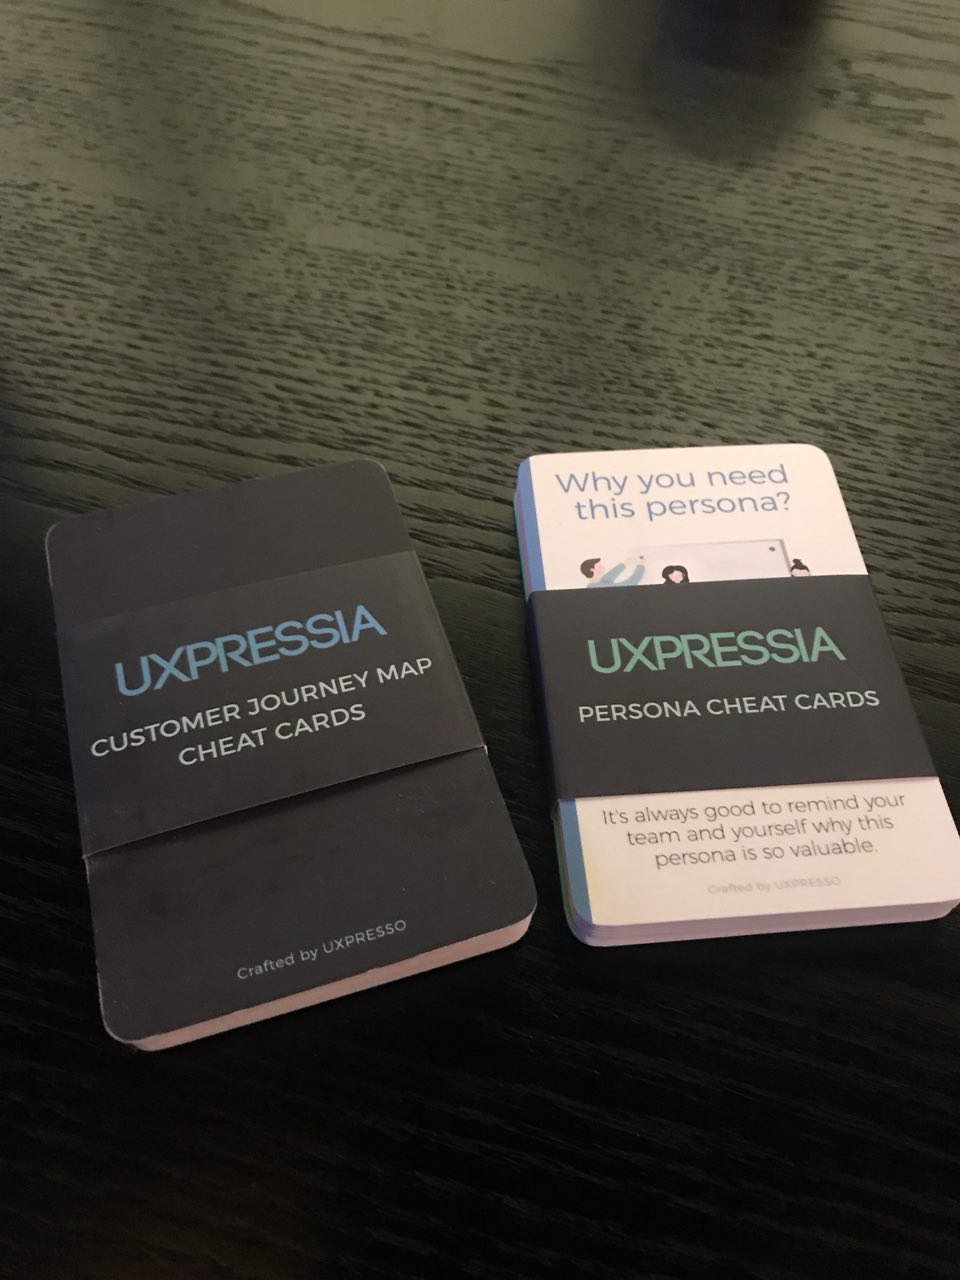 UXPRESSIA
CUSTOMER JOURNEY MAP
CHEAT CARDS
Crafted by UXPRESSO
Why you need
this persona?
UXPRESSIA
PERSONA CHEAT CARDS
It's always good to remind your
team and yourself why this
persona is so valuable.
Crafted by UXPRESSO